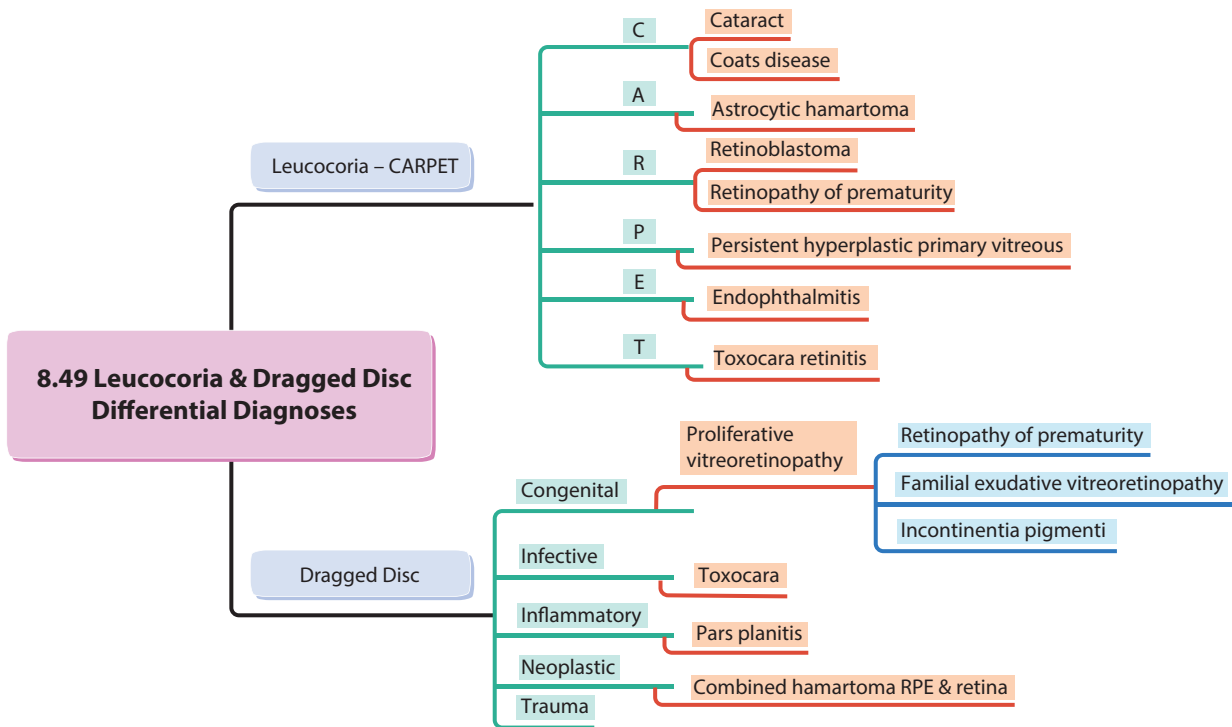 8.49 Leucocoria & Dragged Disc
Differential Diagnoses
Leucocoria – CARPET
C
Cataract
Coats disease
A
Astrocytic hamartoma
R
Retinoblastoma
Retinopathy of prematurity
P
Persistent hyperplastic primary vitreous
E
Endophthalmitis
T
Toxocara retinitis
Dragged Disc
Congenital
Proliferative
vitreoretinopathy
Retinopathy of prematurity
Familial exudative vitreoretinopathy
Incontinentia pigmenti
Infective
Toxocara
Inflammatory
Pars planitis
Neoplastic
Combined hamartoma RPE & retina
Trauma